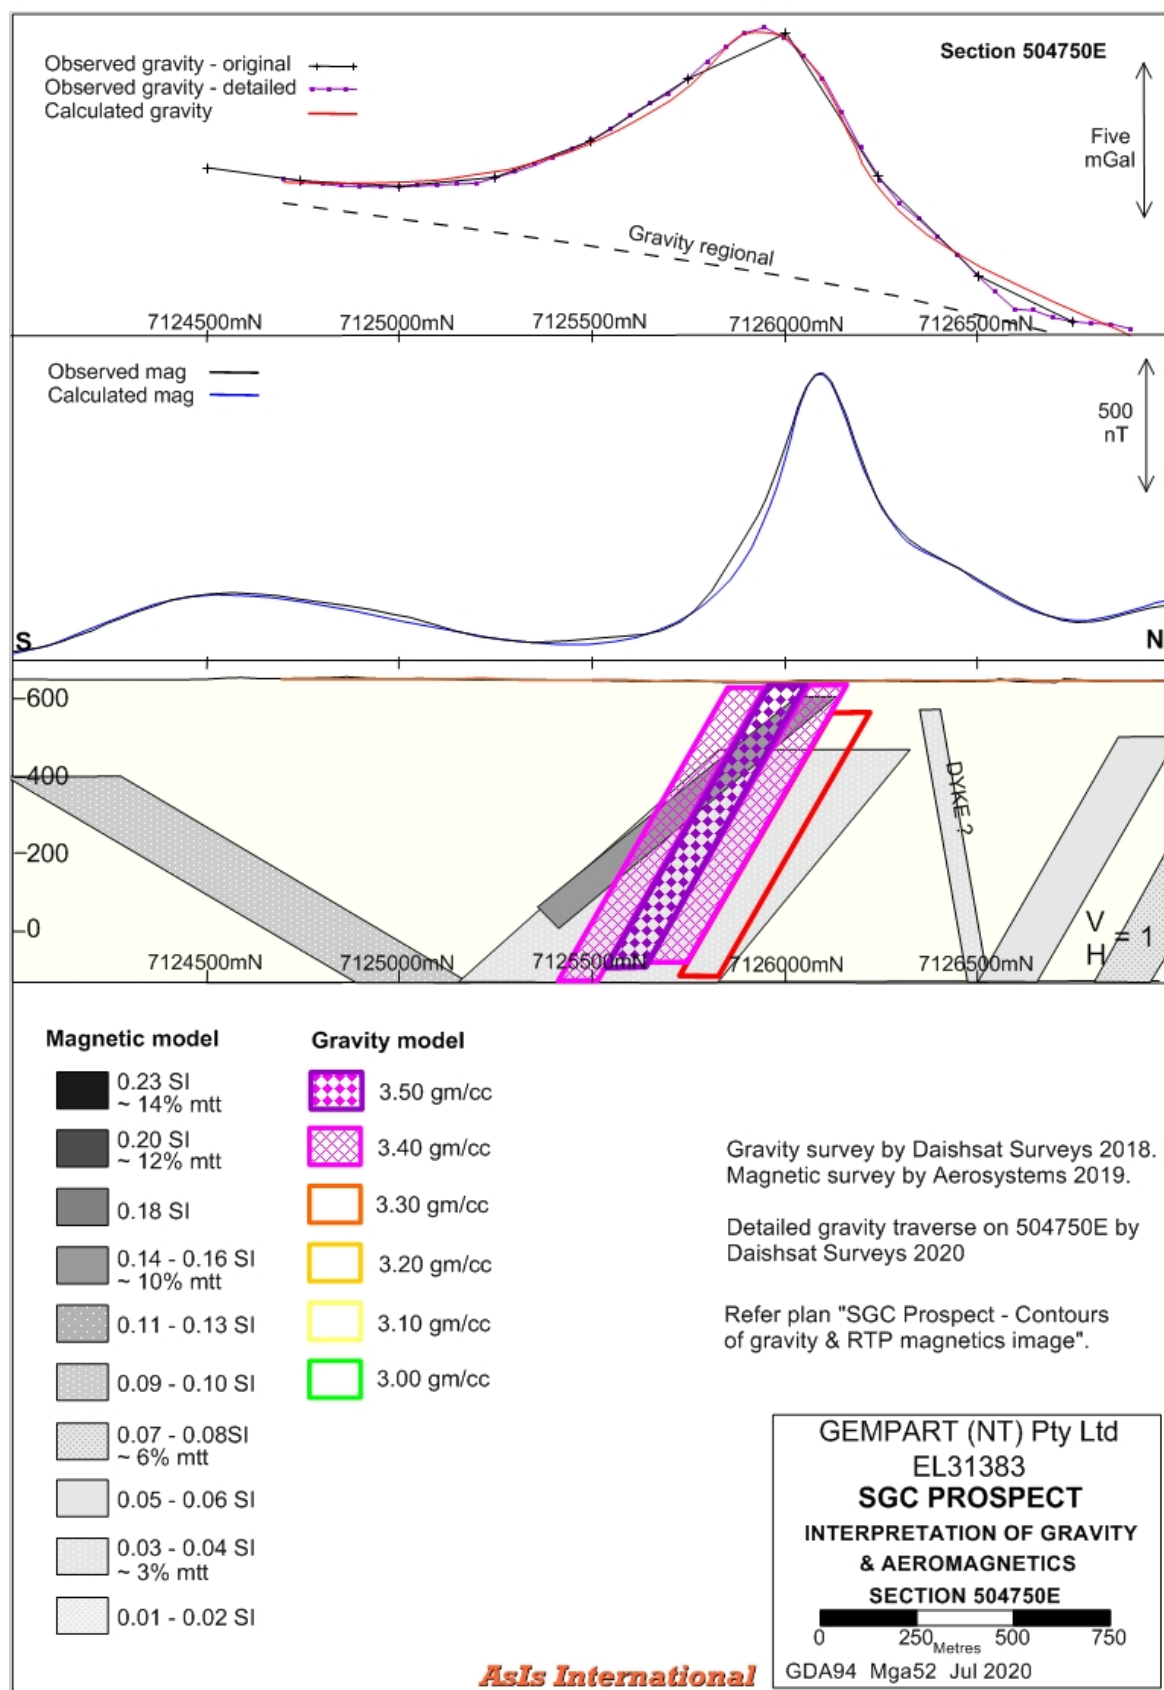 Observed gravity - original
Observed gravity - detailed
Calculated gravity
Section 504750E
Five
mGal
Gravity regional
7124500mN 7125000mN 7125500mN 7126000mN 7126500mN
Observed mag
Calculated mag
500
nT
S
N
600
400
200
0
DYKE ?
V
H = 1
7124500mN 7125000mN 7125500mN 7126000mN 7126500mN
Magnetic model
0.23 SI
~ 14% mtt
0.20 SI
~ 12% mtt
0.18 SI
0.14 - 0.16 SI
~ 10% mtt
0.11 - 0.13 SI
0.09 - 0.10 SI
0.07 - 0.08SI
~ 6% mtt
0.05 - 0.06 SI
0.03 - 0.04 SI
~ 3% mtt
0.01 - 0.02 SI
Gravity model
3.50 gm/cc
3.40 gm/cc
3.30 gm/cc
3.20 gm/cc
3.10 gm/cc
3.00 gm/cc
Gravity survey by Daishsat Surveys 2018.
Magnetic survey by Aerosystems 2019.
Detailed gravity traverse on 504750E by
Daishsat Surveys 2020
Refer plan "SGC Prospect - Contours
of gravity & RTP magnetics image".
GEMPART (NT) Pty Ltd
EL31383
SGC PROSPECT
INTERPRETATION OF GRAVITY
& AEROMAGNETICS
SECTION 504750E
0 250 500 750
Metres
GDA94 Mga52 Jul 2020
AsIs International